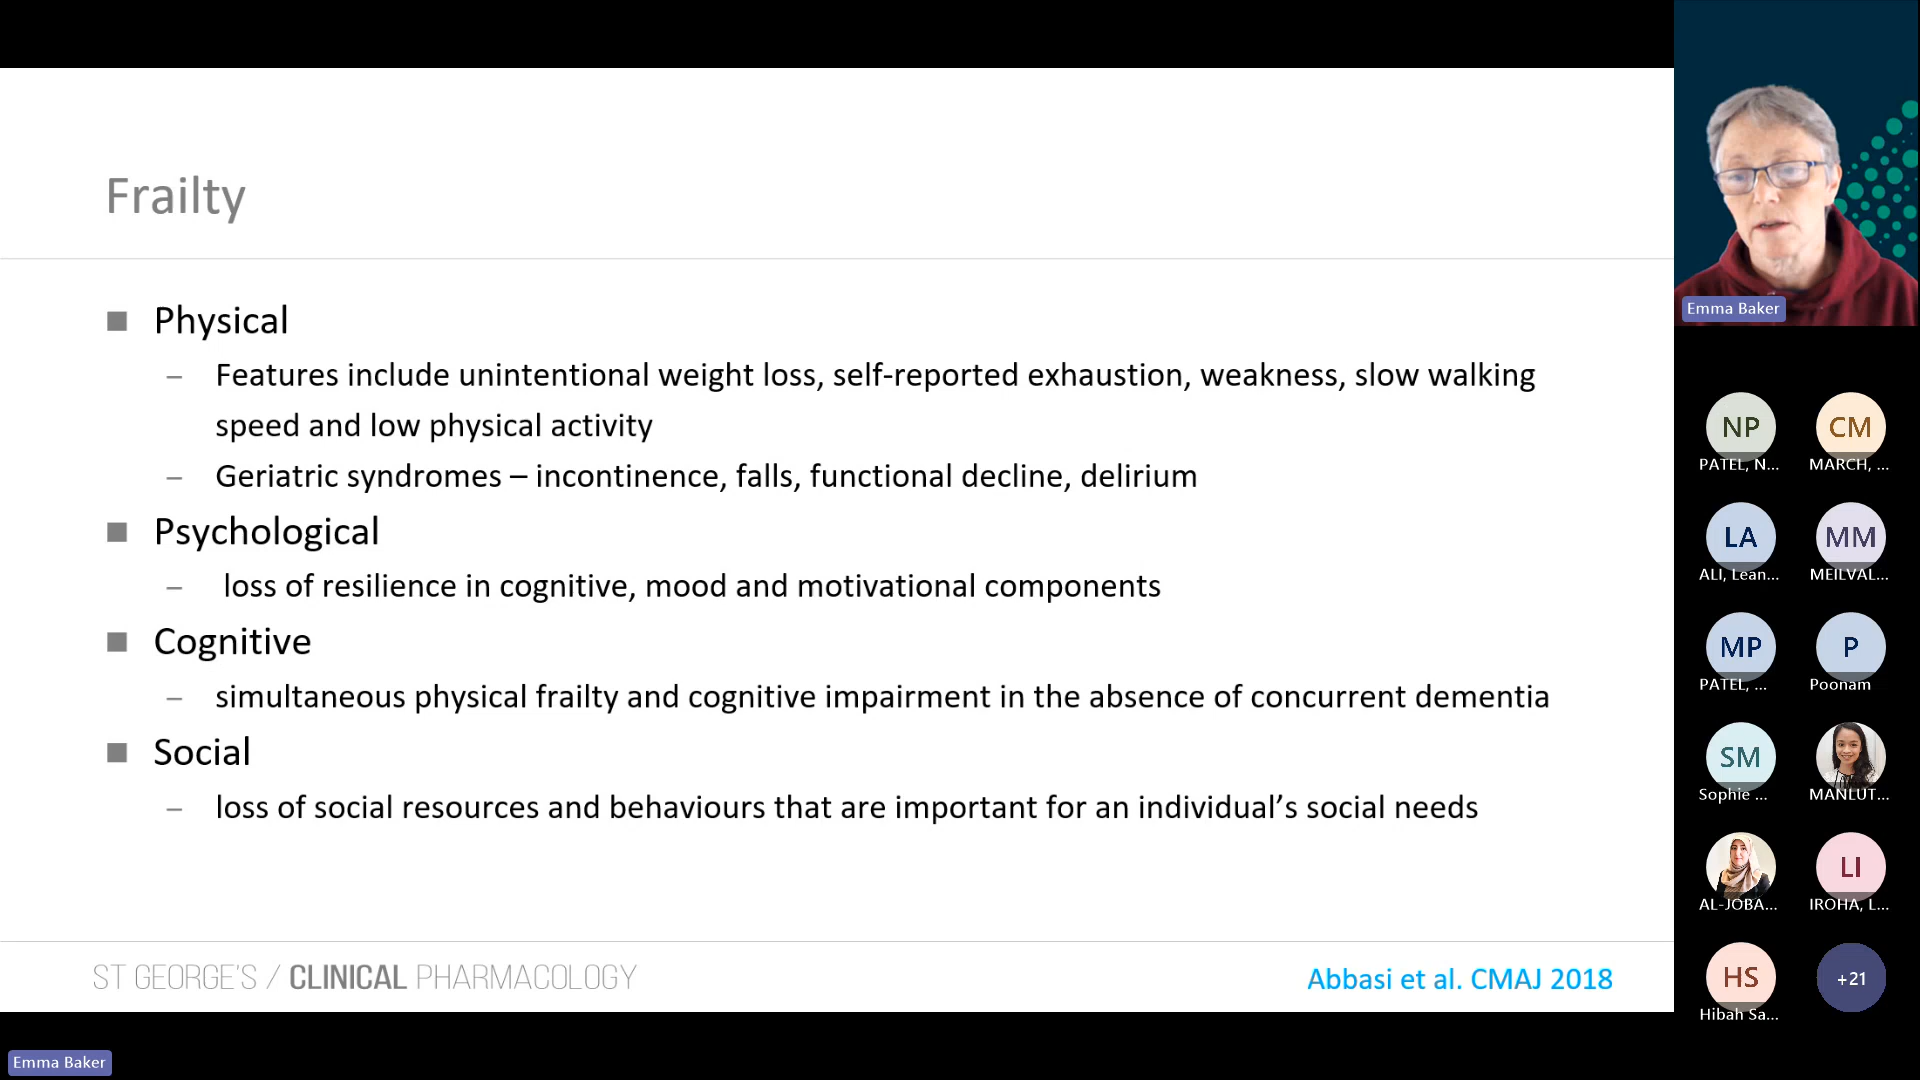 Frailty
Physical
– Features include unintentional weight loss, self-reported exhaustion, weakness, slow walking
speed and low physical activity
– Geriatric syndromes – incontinence, falls, functional decline, delirium
Psychological
– loss of resilience in cognitive, mood and motivational components
Cognitive
– simultaneous physical frailty and cognitive impairment in the absence of concurrent dementia
Social
– loss of social resources and behaviours that are important for an individual’s social needs
ST GEORGE'S / CLINICAL PHARMACOLOGY
Abbasi et al. CMAJ 2018
Emma Baker
NP
PATEL, N...
CM
MARCH, ...
LA
ALI, Lean...
MM
MEILVAL...
MP
PATEL, ...
P
Poonam
SM
Sophie ...
MANLUT...
AL-JOBA...
LI
IROHA, L...
HS
Hibah Sa...
+21
Emma Baker